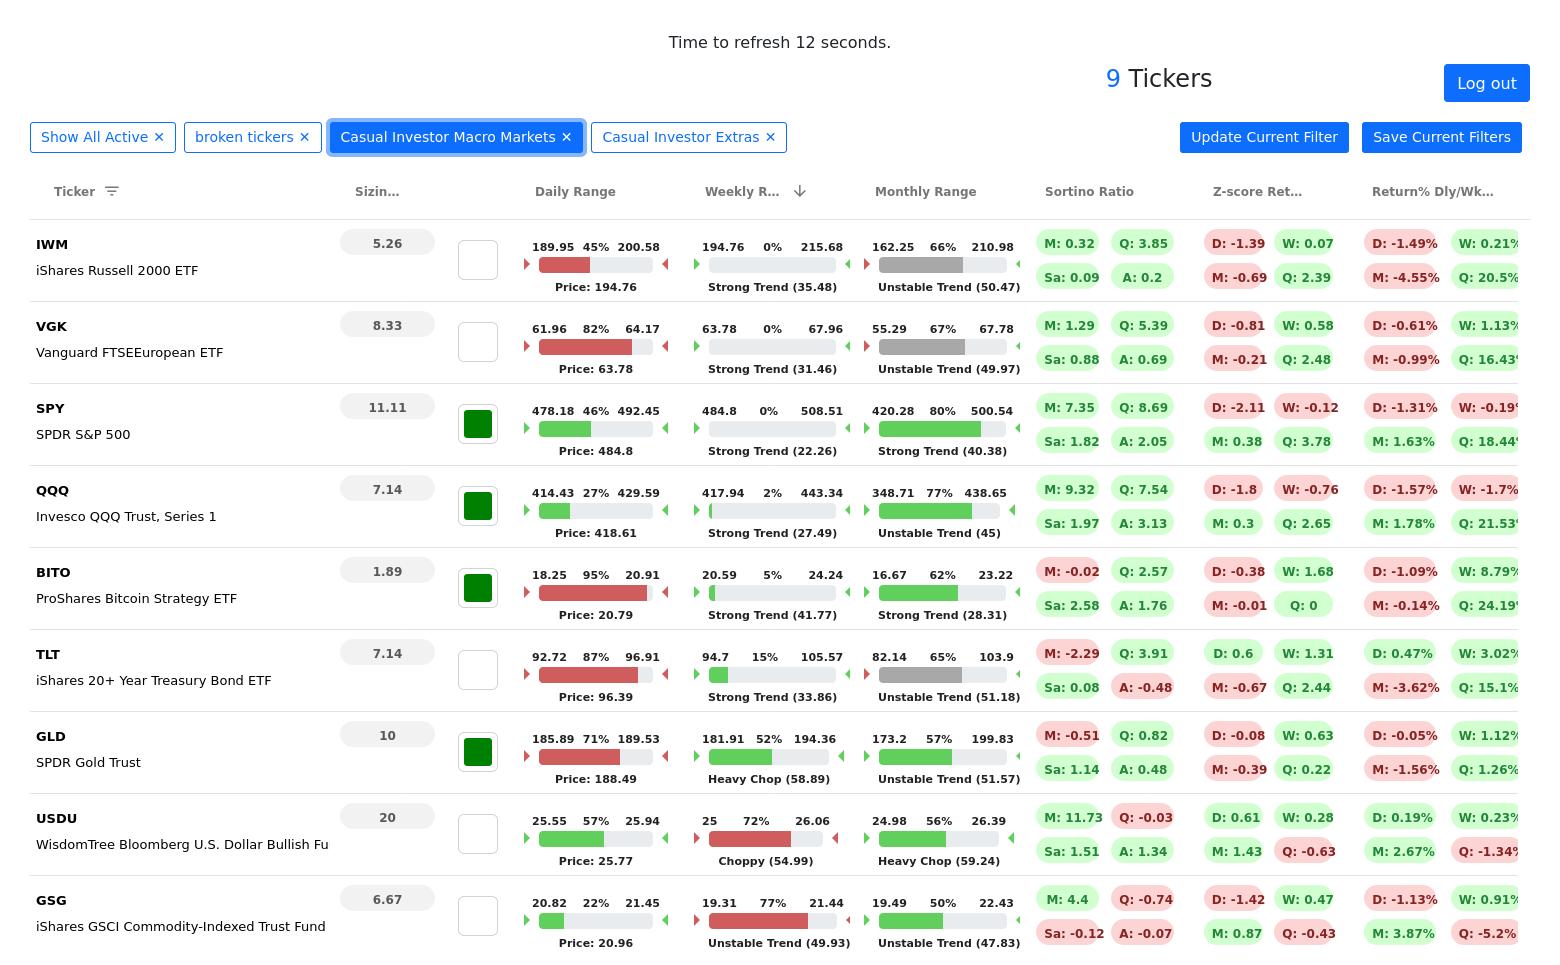 Time to refresh 12 seconds.
9 Tickers
Log out
Show All Active ✕ broken tickers ✕ Casual Investor Macro Markets ✕ Casual Investor Extras ✕ Update Current Filter Save Current Filters
Ticker Sizin... Daily Range Weekly R... Monthly Range Sortino Ratio Z-score Ret... Return% Dly/Wk...
IWM 5.26 189.95 45% 200.58 194.76 0% 215.68 162.25 66% 210.98 M: 0.32 Q: 3.85 D: -1.39 W: 0.07 D: -1.49% W: 0.21%
iShares Russell 2000 ETF Sa: 0.09 A: 0.2 M: -0.69 Q: 2.39 M: -4.55% Q: 20.5%
Price: 194.76 Strong Trend (35.48) Unstable Trend (50.47)
VGK 8.33 61.96 82% 64.17 63.78 0% 67.96 55.29 67% 67.78 M: 1.29 Q: 5.39 D: -0.81 W: 0.58 D: -0.61% W: 1.13%
Vanguard FTSEEuropean ETF Sa: 0.88 A: 0.69 M: -0.21 Q: 2.48 M: -0.99% Q: 16.43%
Price: 63.78 Strong Trend (31.46) Unstable Trend (49.97)
SPY 11.11 478.18 46% 492.45 484.8 0% 508.51 420.28 80% 500.54 M: 7.35 Q: 8.69 D: -2.11 W: -0.12 D: -1.31% W: -0.19%
SPDR S&P 500 Sa: 1.82 A: 2.05 M: 0.38 Q: 3.78 M: 1.63% Q: 18.44%
Price: 484.8 Strong Trend (22.26) Strong Trend (40.38)
QQQ 7.14 414.43 27% 429.59 417.94 2% 443.34 348.71 77% 438.65 M: 9.32 Q: 7.54 D: -1.8 W: -0.76 D: -1.57% W: -1.7%
Invesco QQQ Trust, Series 1 Sa: 1.97 A: 3.13 M: 0.3 Q: 2.65 M: 1.78% Q: 21.53%
Price: 418.61 Strong Trend (27.49) Unstable Trend (45)
BITO 1.89 18.25 95% 20.91 20.59 5% 24.24 16.67 62% 23.22 M: -0.02 Q: 2.57 D: -0.38 W: 1.68 D: -1.09% W: 8.79%
ProShares Bitcoin Strategy ETF Sa: 2.58 A: 1.76 M: -0.01 Q: 0 M: -0.14% Q: 24.19%
Price: 20.79 Strong Trend (41.77) Strong Trend (28.31)
TLT 7.14 92.72 87% 96.91 94.7 15% 105.57 82.14 65% 103.9 M: -2.29 Q: 3.91 D: 0.6 W: 1.31 D: 0.47% W: 3.02%
iShares 20+ Year Treasury Bond ETF Sa: 0.08 A: -0.48 M: -0.67 Q: 2.44 M: -3.62% Q: 15.1%
Price: 96.39 Strong Trend (33.86) Unstable Trend (51.18)
GLD 10 185.89 71% 189.53 181.91 52% 194.36 173.2 57% 199.83 M: -0.51 Q: 0.82 D: -0.08 W: 0.63 D: -0.05% W: 1.12%
SPDR Gold Trust Sa: 1.14 A: 0.48 M: -0.39 Q: 0.22 M: -1.56% Q: 1.26%
Price: 188.49 Heavy Chop (58.89) Unstable Trend (51.57)
USDU 20 25.55 57% 25.94 25 72% 26.06 24.98 56% 26.39 M: 11.73 Q: -0.03 D: 0.61 W: 0.28 D: 0.19% W: 0.23%
WisdomTree Bloomberg U.S. Dollar Bullish Fu Sa: 1.51 A: 1.34 M: 1.43 Q: -0.63 M: 2.67% Q: -1.34%
Price: 25.77 Choppy (54.99) Heavy Chop (59.24)
GSG 6.67 20.82 22% 21.45 19.31 77% 21.44 19.49 50% 22.43 M: 4.4 Q: -0.74 D: -1.42 W: 0.47 D: -1.13% W: 0.91%
iShares GSCI Commodity-Indexed Trust Fund Sa: -0.12 A: -0.07 M: 0.87 Q: -0.43 M: 3.87% Q: -5.2%
Price: 20.96 Unstable Trend (49.93) Unstable Trend (47.83)